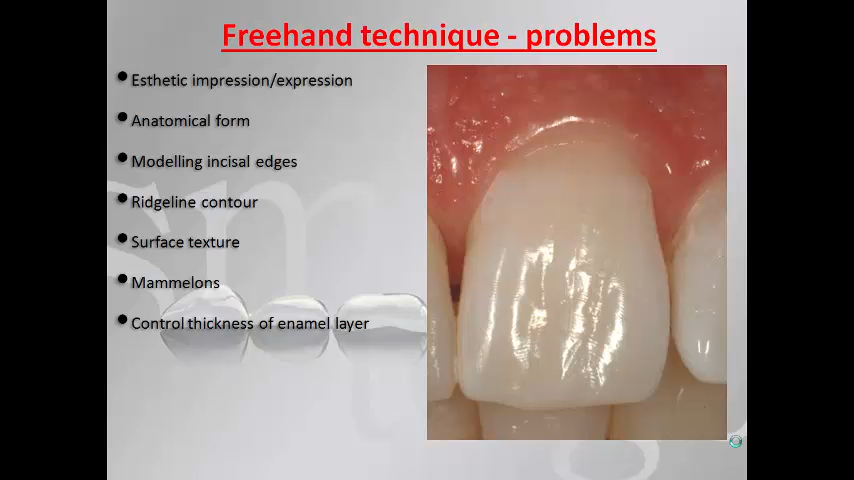 Freehand technique - problems
• Esthetic impression/expression
• Anatomical form
• Modelling incisal edges
• Ridgeline contour
• Surface texture
• Mammelons
• Control thickness of enamel layer